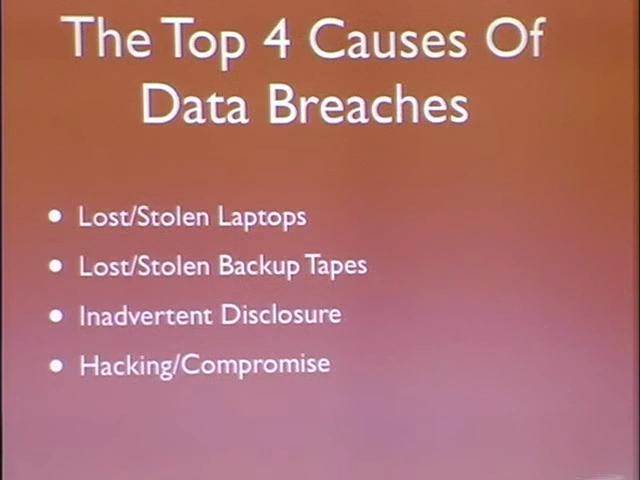 The Top 4 Causes Of
Data Breaches
• Lost/Stolen Laptops
• Lost/Stolen Backup Tapes
• Inadvertent Disclosure
• Hacking/Compromise